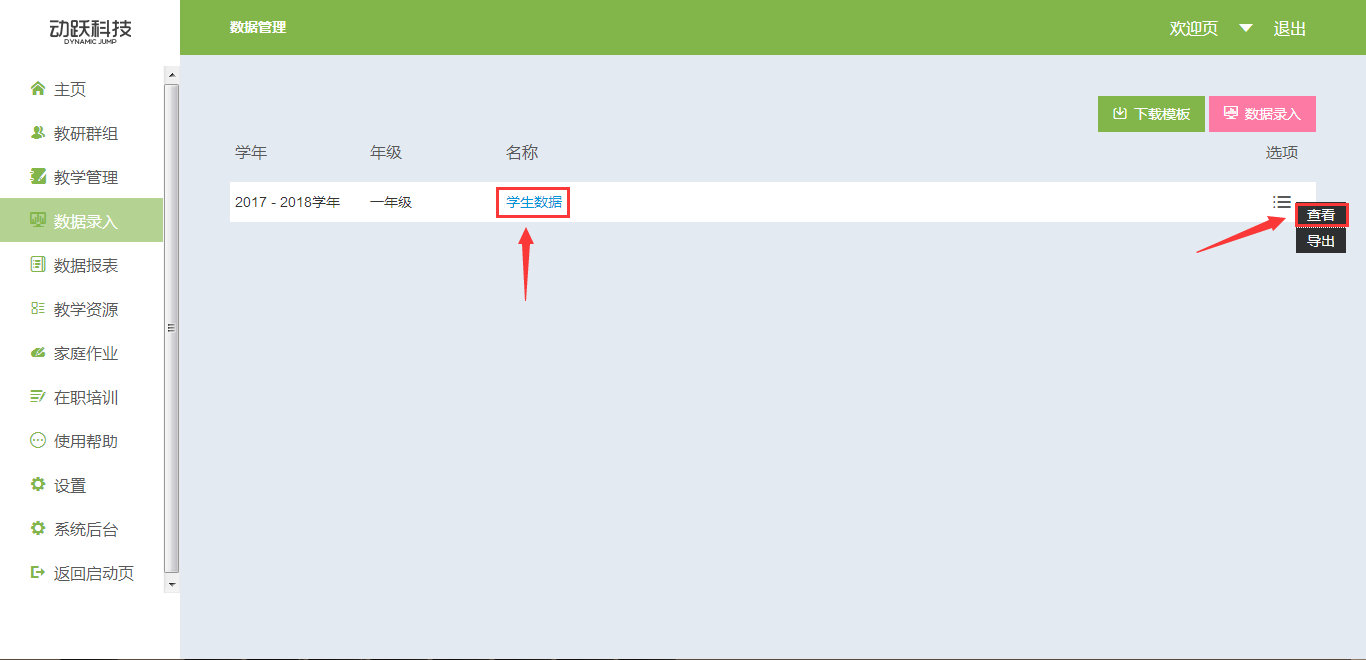 动跃科技
DYNAMIC JUMP
数据管理
欢迎页 退出
主页
教研群组
教学管理
数据录入
数据报表
教学资源
家庭作业
在职培训
使用帮助
设置
系统后台
返回启动页
下载模板 数据录入
学年 年级 名称 选项
2017 - 2018学年 一年级 学生数据
查看
导出